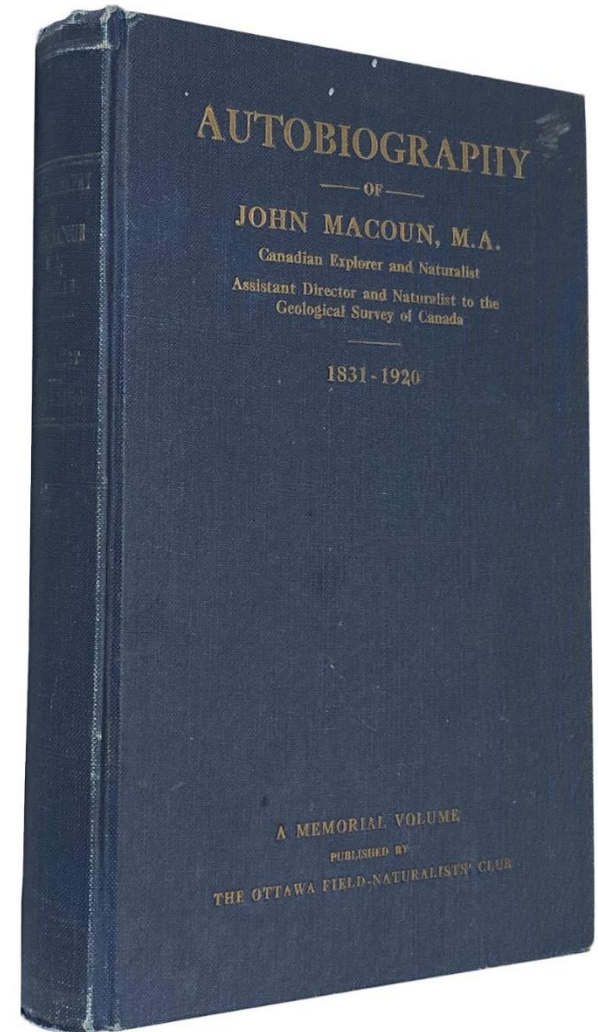 AUTOBIOGRAPHY
OF
JOHN MACOUN, M.A.
Canadian Explorer and Naturalist
Assistant Director and Naturalist to the
Geological Survey of Canada
1831-1920
A MEMORIAL VOLUME
PUBLISHED BY
THE OTTAWA FIELD-NATURALISTS' CLUB